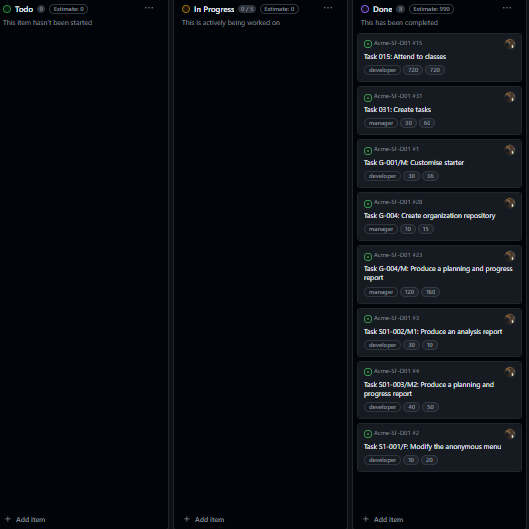 Todo 0 Estimate: 0 ...
This item hasn't been started
In Progress 0 / 5 Estimate: 0 ...
This is actively being worked on
Done 8 Estimate: 990 ...
This has been completed
Acme-SF-D01 #15
Task 015: Attend to classes
developer 720 720
Acme-SF-D01 #31
Task 031: Create tasks
manager 30 60
Acme-SF-D01 #1
Task G-001/M: Customise starter
developer 30 36
Acme-SF-D01 #28
Task G-004: Create organization repository
manager 10 15
Acme-SF-D01 #23
Task G-004/M: Produce a planning and progress
report
manager 120 160
Acme-SF-D01 #3
Task S01-002/M1: Produce an analysis report
developer 30 10
Acme-SF-D01 #4
Task S01-003/M2: Produce a planning and
progress report
developer 40 50
Acme-SF-D01 #2
Task S1-001/F: Modify the anonymous menu
developer 10 20
+ Add item
+ Add item
+ Add item